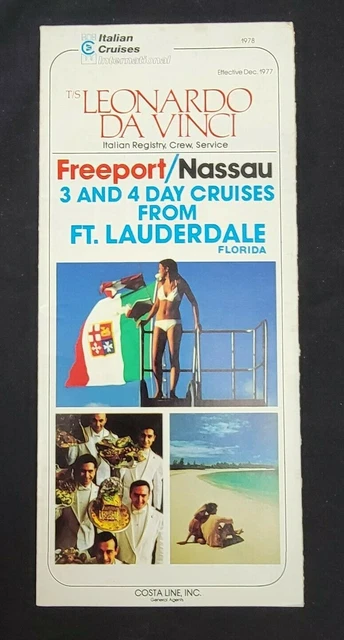 Italian
Cruises
International
1978
Effective Dec. 1977
T/S LEONARDO
DA VINCI
Italian Registry, Crew, Service
Freeport/Nassau
3 AND 4 DAY CRUISES
FROM
FT. LAUDERDALE
FLORIDA
COSTA LINE, INC.
General Agents